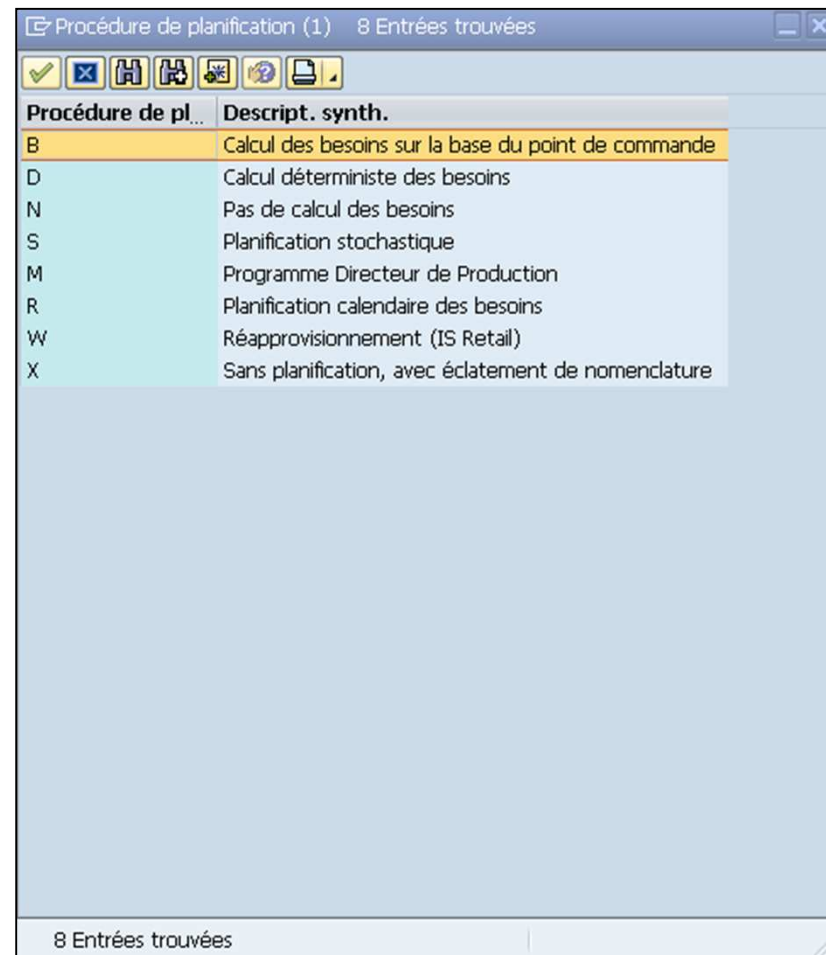 Procédure de planification (1) 8 Entrées trouvées
Procédure de pl... Descript. synth.
B Calcul des besoins sur la base du point de commande
D Calcul déterministe des besoins
N Pas de calcul des besoins
S Planification stochastique
M Programme Directeur de Production
R Planification calendaire des besoins
W Réapprovisionnement (IS Retail)
X Sans planification, avec éclatement de nomenclature
8 Entrées trouvées